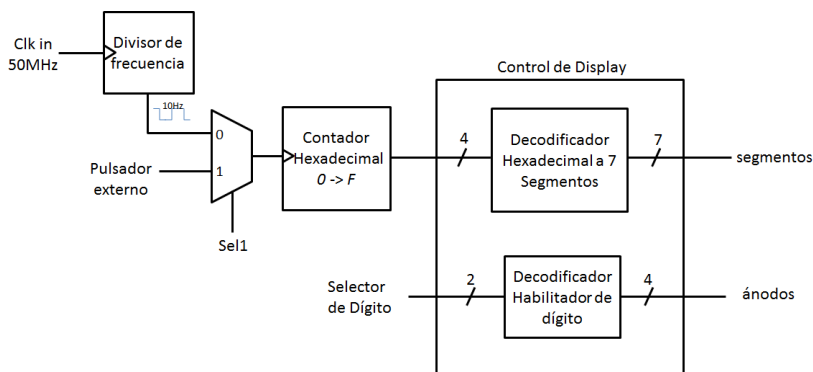 Clk in
50MHz
Divisor de
frecuencia
10Hz
0
1
Pulsador
externo
Sel1
Contador
Hexadecimal
0 -> F
Control de Display
4
Decodificador
Hexadecimal a 7
Segmentos
7
segmentos
Selector
de Dígito
2
Decodificador
Habilitador de
dígito
4
ánodos